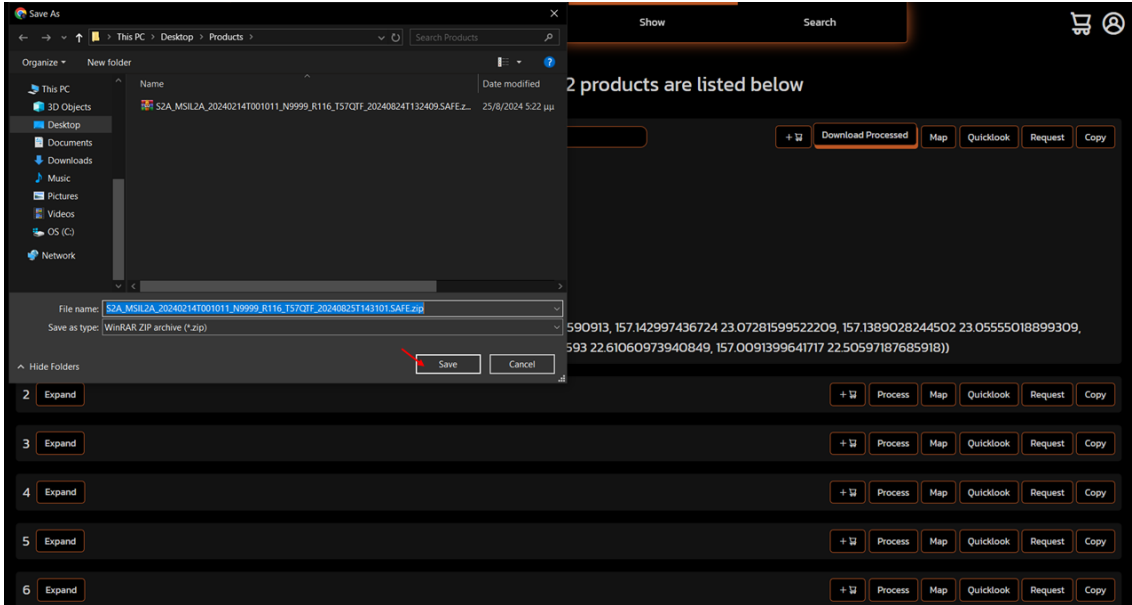 Save As
This PC > Desktop > Products >
Search Products
Organize
New folder
This PC
3D Objects
Desktop
Documents
Downloads
Music
Pictures
Videos
OS (C:)
Network
Name
Date modified
S2A_MSIL2A_20240214T001011_N9999_R116_T57QTF_20240824T132409.SAFE.z...
25/8/2024 5:22 μμ
File name: S2A_MSIL2A_20240214T001011_N9999_R116_T57QTF_20240825T143101.SAFE.zip
Save as type: WinRAR ZIP archive (*.zip)
Hide Folders
Save
Cancel
Show
Search
2 products are listed below
+
Download Processed
Map
Quicklook
Request
Copy
590913, 157.142997436724 23.07281599522209, 157.1389028244502 23.05555018899309,
593 22.61060973940849, 157.0091399641717 22.50597187685918))
2 Expand + Process Map Quicklook Request Copy
3 Expand + Process Map Quicklook Request Copy
4 Expand + Process Map Quicklook Request Copy
5 Expand + Process Map Quicklook Request Copy
6 Expand + Process Map Quicklook Request Copy